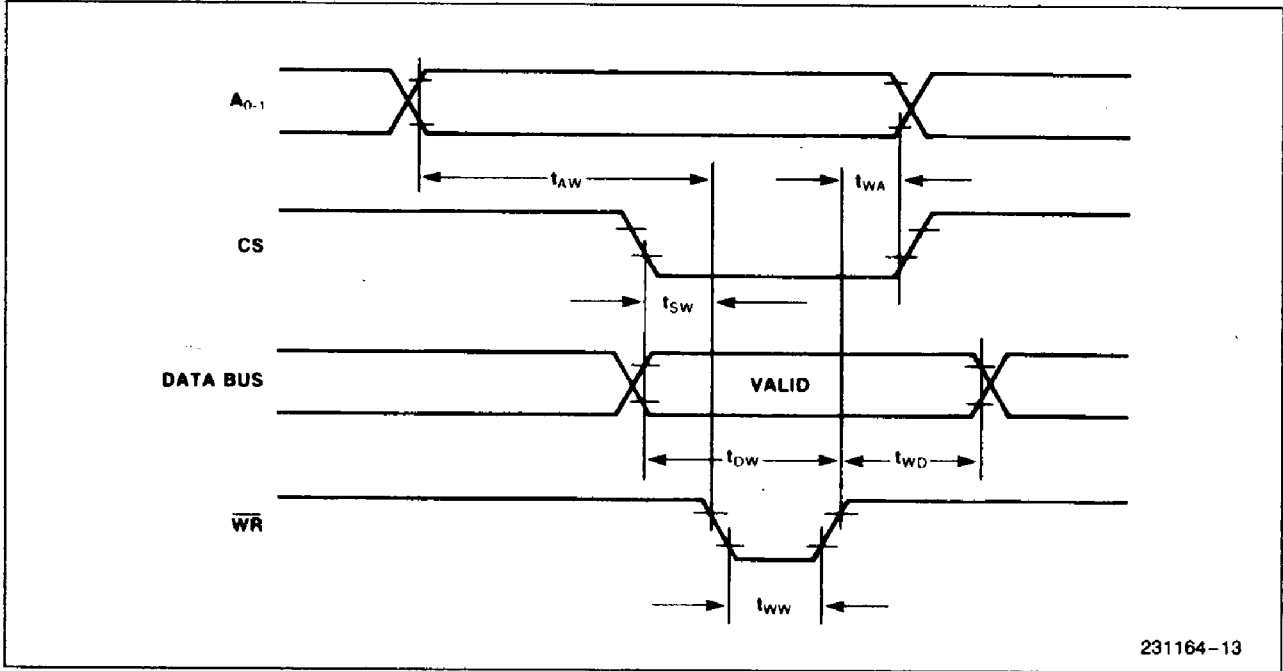 A0-1
tAW
tWA
CS
tSW
DATA BUS
VALID
tDW
tWD
WR
tWW
231164-13